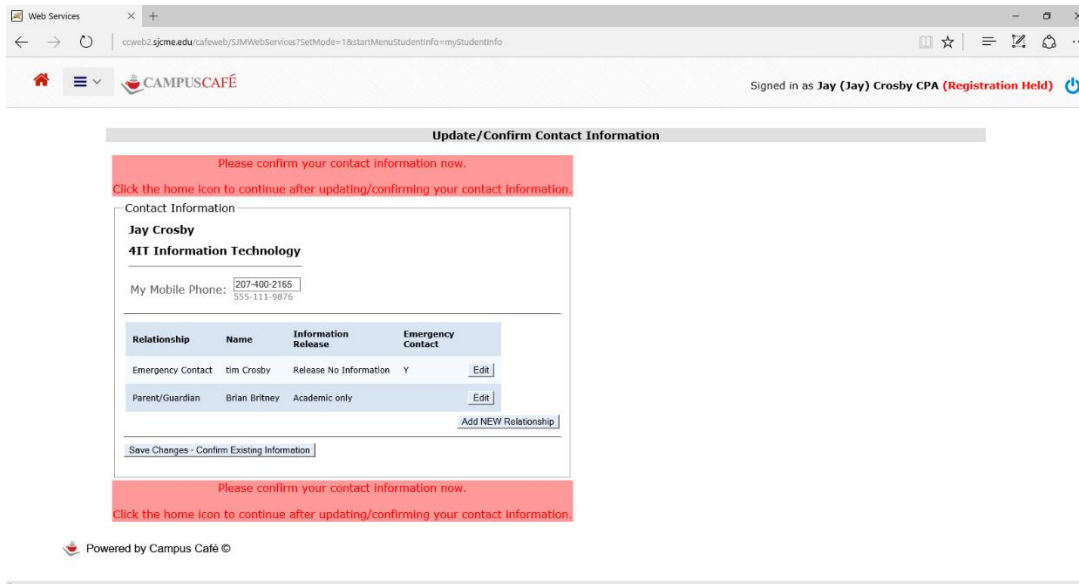 Web Services
ccweb2.sjcme.edu/cafeweb/SJMWebServices?SetMode=1&startMenuStudentInfo=myStudentInfo
CAMPUSCAFÉ
Signed in as Jay (Jay) Crosby CPA (Registration Held)
Update/Confirm Contact Information
Please confirm your contact information now.
Click the home icon to continue after updating/confirming your contact information.
Contact Information
Jay Crosby
4IT Information Technology
My Mobile Phone: 207-400-2165
555-111-9876
Relationship Name Information Release Emergency Contact
Emergency Contact tim Crosby Release No Information Y Edit
Parent/Guardian Brian Britney Academic only Edit
Add NEW Relationship
Save Changes - Confirm Existing Information
Please confirm your contact information now.
Click the home icon to continue after updating/confirming your contact information.
Powered by Campus Café ©